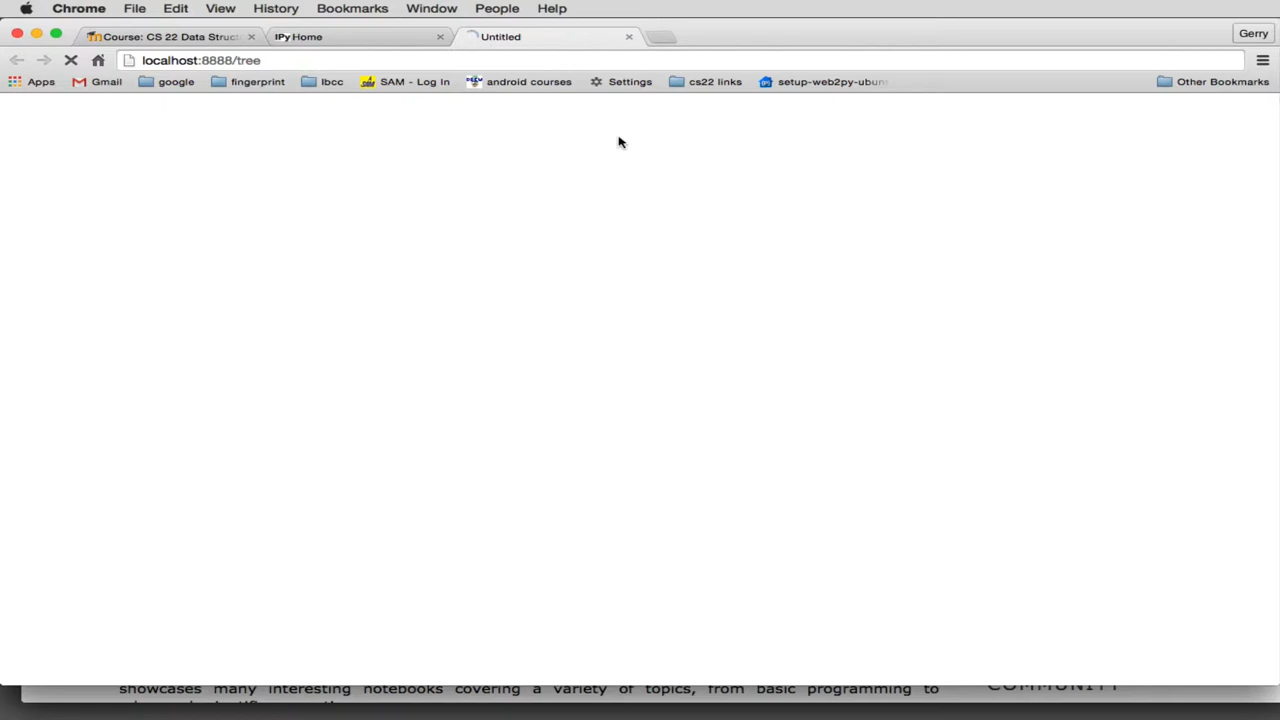 Chrome File Edit View History Bookmarks Window People Help
Course: CS 22 Data Struct IPy Home Untitled Gerry
localhost:8888/tree
Apps Gmail google fingerprint lbcc SAM - Log In android courses Settings cs22 links setup-web2py-ubunt Other Bookmarks
showcases many interesting notebooks covering a variety of topics, from basic programming to
COMMUNITY